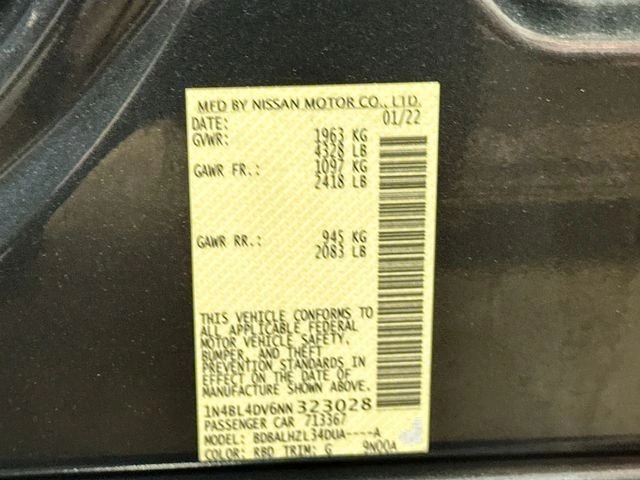 MFD BY NISSAN MOTOR CO., LTD.
DATE: 01/22
GVWR: 1963 KG
4328 LB
GAWR FR.: 1097 KG
2418 LB
GAWR RR.: 945 KG
2083 LB
THIS VEHICLE CONFORMS TO
ALL APPLICABLE FEDERAL
MOTOR VEHICLE SAFETY,
BUMPER, AND THEFT
PREVENTION STANDARDS IN
EFFECT ON THE DATE OF
MANUFACTURE SHOWN ABOVE.
1N4BL4DV6NN323028
PASSENGER CAR 713367
MODEL: BDBALHZL34DUA----A
COLOR: RBD TRIM: G 9N00A